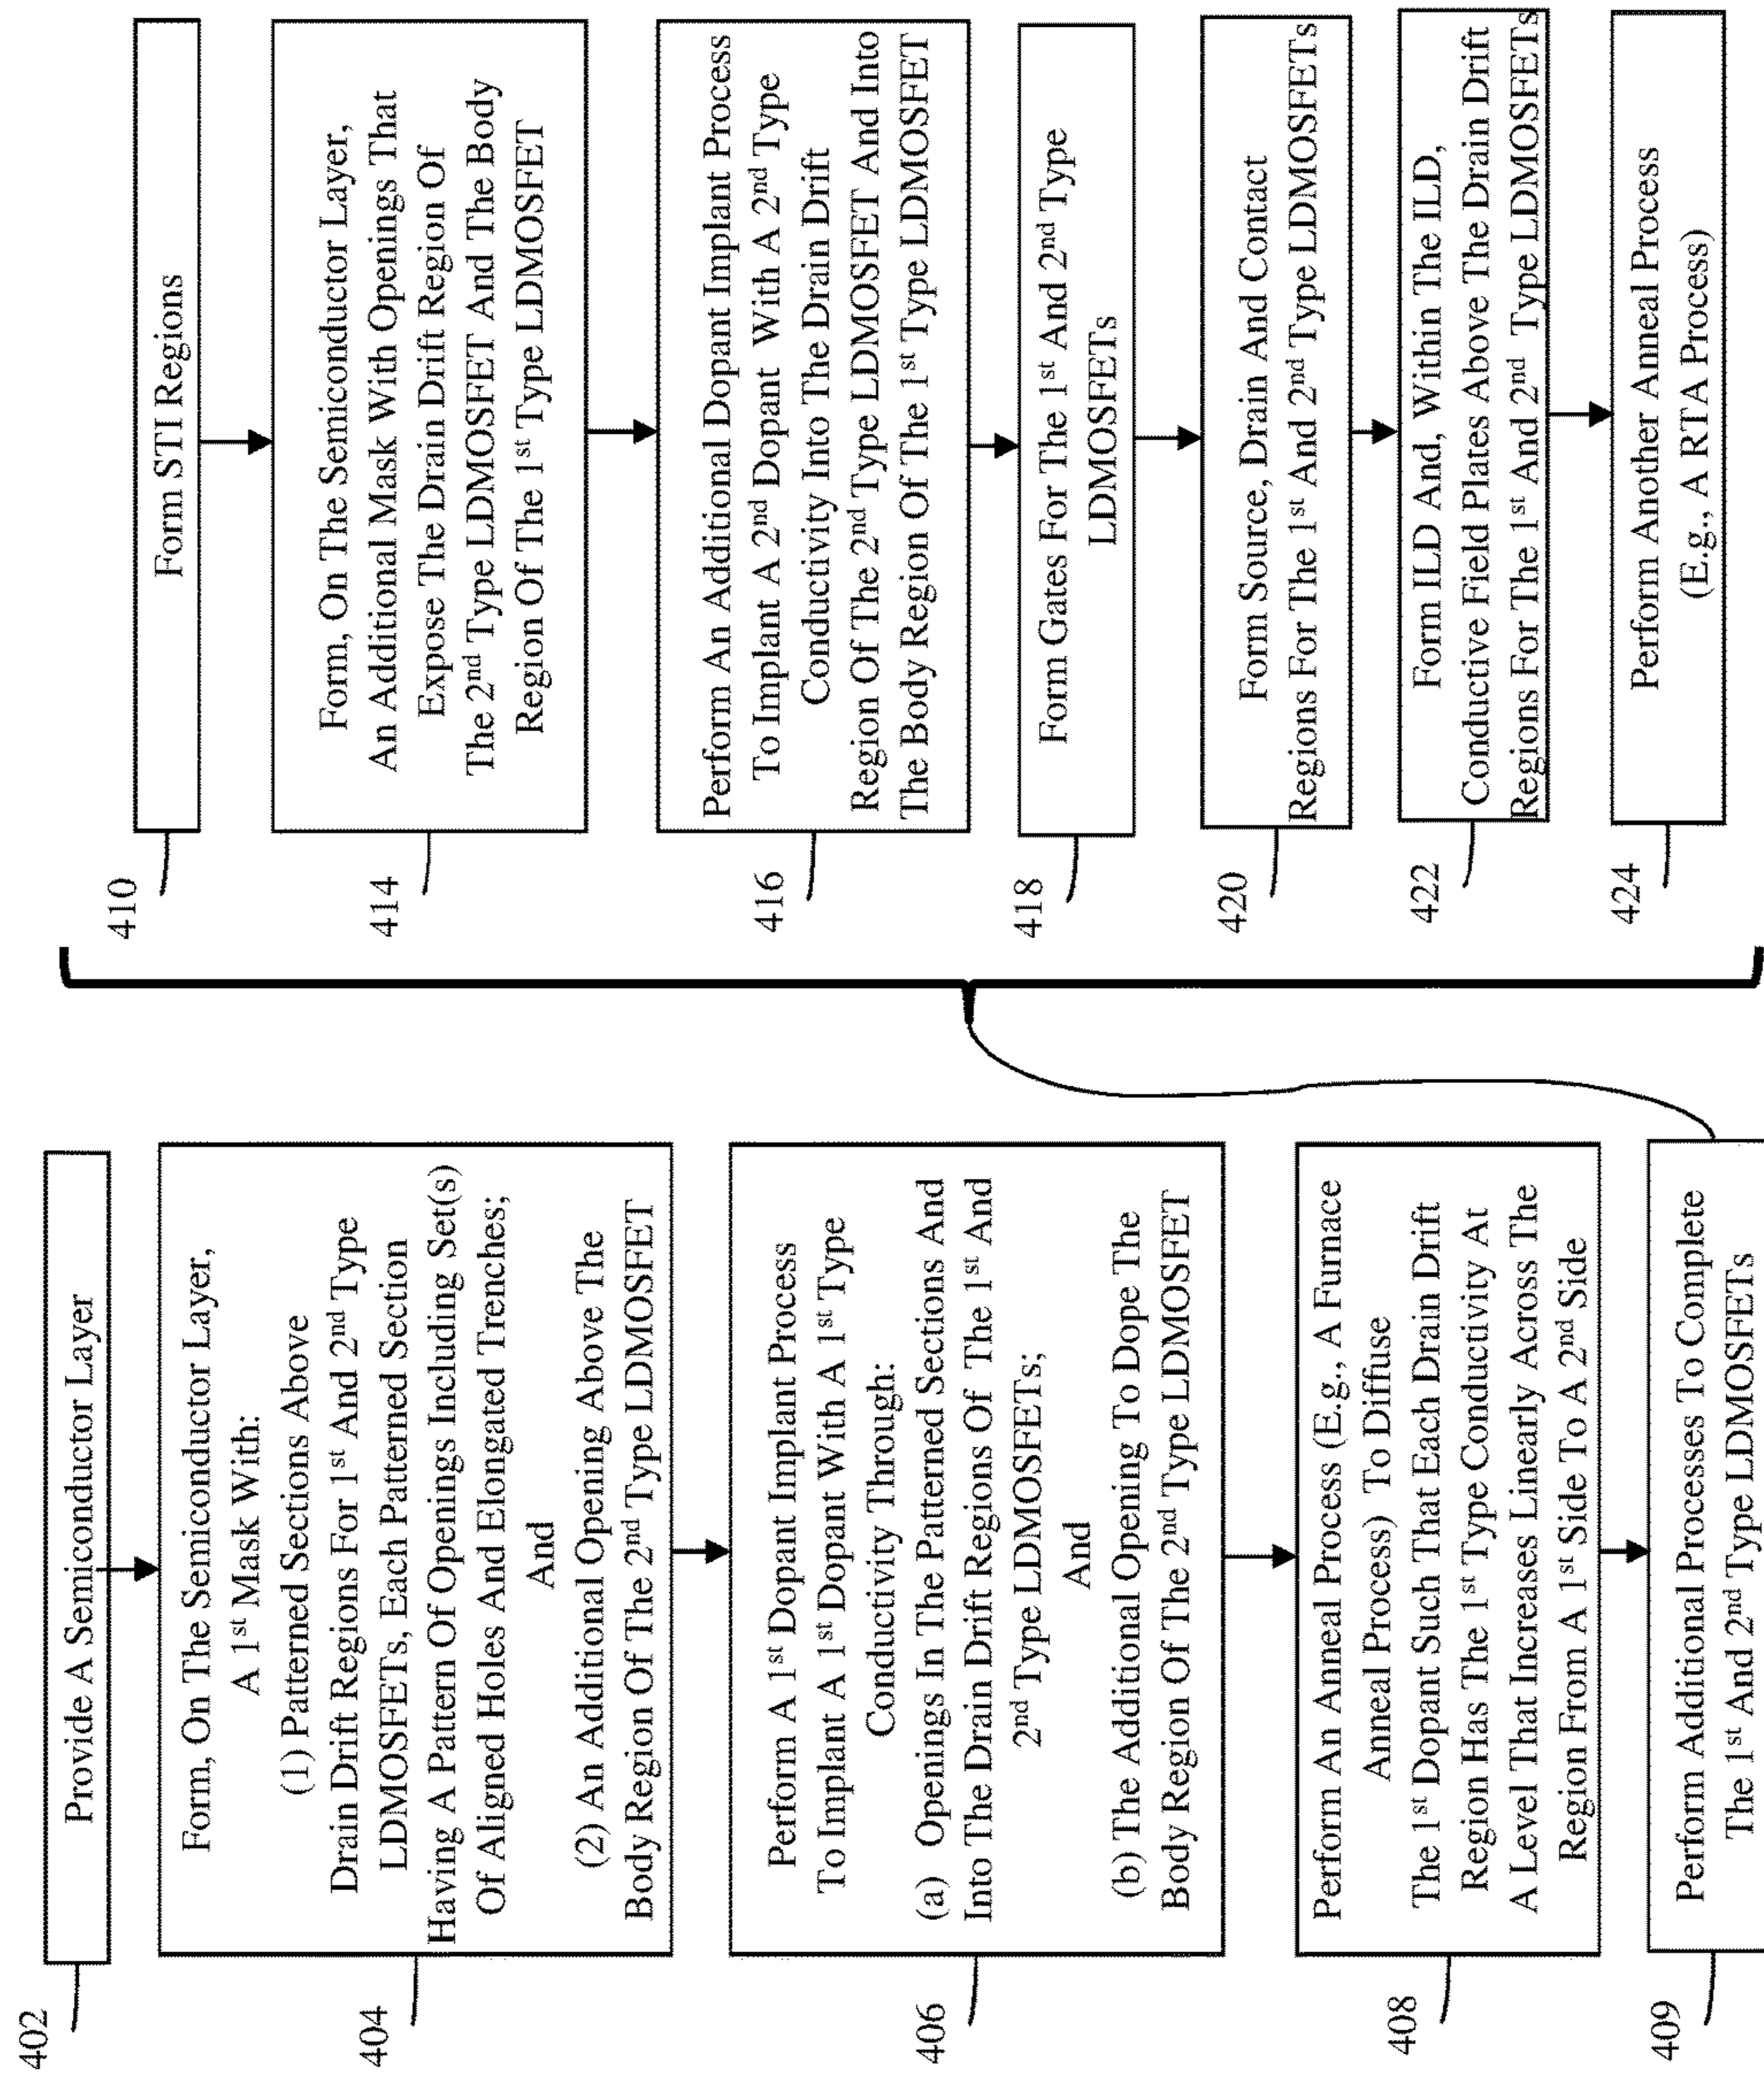 402
Provide A Semiconductor Layer
404
Form, On The Semiconductor Layer,
A 1st Mask With:
(1) Patterned Sections Above
Drain Drift Regions For 1st And 2nd Type
LDMOSFETs, Each Patterned Section
Having A Pattern Of Openings Including Set(s)
Of Aligned Holes And Elongated Trenches;
And
(2) An Additional Opening Above The
Body Region Of The 2nd Type LDMOSFET
406
Perform A 1st Dopant Implant Process
To Implant A 1st Dopant With A 1st Type
Conductivity Through:
(a) Openings In The Patterned Sections And
Into The Drain Drift Regions Of The 1st And
2nd Type LDMOSFETs;
And
(b) The Additional Opening To Dope The
Body Region Of The 2nd Type LDMOSFET
408
Perform An Anneal Process (E.g., A Furnace
Anneal Process) To Diffuse
The 1st Dopant Such That Each Drain Drift
Region Has The 1st Type Conductivity At
A Level That Increases Linearly Across The
Region From A 1st Side To A 2nd Side
409
Perform Additional Processes To Complete
The 1st And 2nd Type LDMOSFETs
410
Form STI Regions
414
Form, On The Semiconductor Layer,
An Additional Mask With Openings That
Expose The Drain Drift Region Of
The 2nd Type LDMOSFET And The Body
Region Of The 1st Type LDMOSFET
416
Perform An Additional Dopant Implant Process
To Implant A 2nd Dopant With A 2nd Type
Conductivity Into The Drain Drift
Region Of The 2nd Type LDMOSFET And Into
The Body Region Of The 1st Type LDMOSFET
418
Form Gates For The 1st And 2nd Type
LDMOSFETs
420
Form Source, Drain And Contact
Regions For The 1st And 2nd Type LDMOSFETs
422
Form ILD And, Within The ILD,
Conductive Field Plates Above The Drain Drift
Regions For The 1st And 2nd Type LDMOSFETs
424
Perform Another Anneal Process
(E.g., A RTA Process)